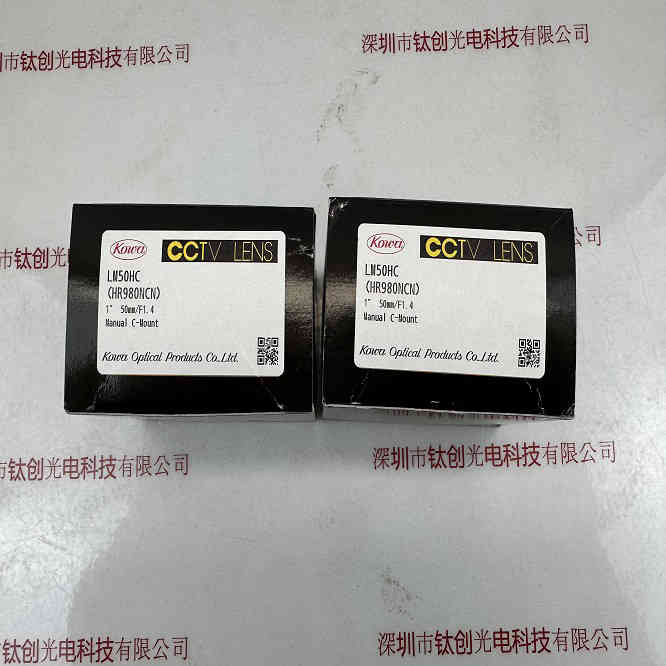 圳市钛创光电科技有限公司
深圳市钛创光电科技有限公司
Kowa
CCTV LENS
LM50HC
(HR980NCN)
1" 50mm/F1.4
Manual C-Mount
Kowa Optical Products Co.,Ltd.
Kowa
CCTV LENS
LM50HC
(HR980NCN)
1" 50mm/F1.4
Manual C-Mount
Kowa Optical Products Co.,Ltd.
市钛创光
有限公司
市钛创光电科技有限公司
深圳市钛创光电科技有限公司
市钛创光电科技有限公司
深圳市钛创光电科技有限公司